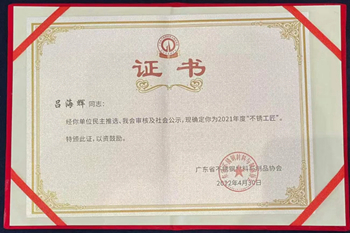 证书
吕海辉 同志：
经你单位民主推选、我会审核及社会公示，现确定你为2021年度“不锈工匠”。
特颁此证，以资鼓励。
广东省不锈钢材料与制品协会
2022年4月30日